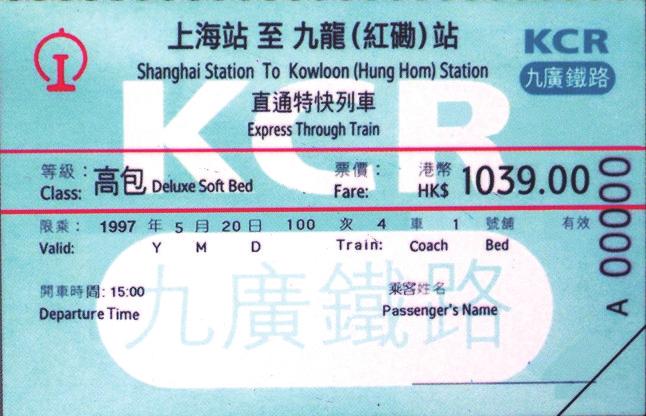 上海站 至 九龍(紅磡)站
KCR
Shanghai Station To Kowloon (Hung Hom) Station
九廣鐵路
直通特快列車
Express Through Train
KCR
等級: 高包 Deluxe Soft Bed 票價: 港幣 1039.00
Class: Fare: HK$
限乘: 1997 年 5 月 20 日 100 次 4 車 1 號舖 有效
Valid: Y M D Train: Coach Bed
A 00000
開車時間: 15:00 乘客姓名
Departure Time Passenger's Name
九廣鐵路